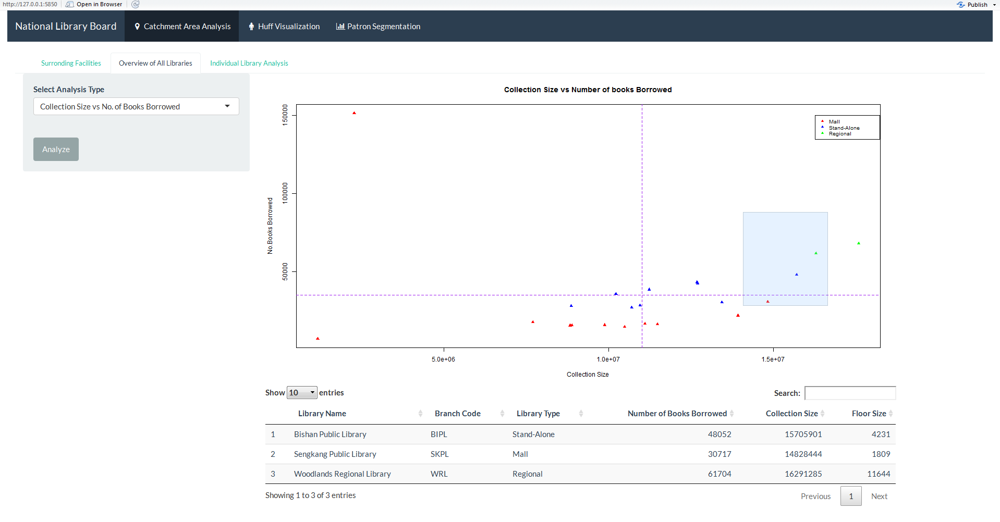 http://127.0.0.1:5850 Open in Browser Publish
National Library Board Catchment Area Analysis Huff Visualization Patron Segmentation
Surronding Facilities Overview of All Libraries Individual Library Analysis
Select Analysis Type
Collection Size vs No. of Books Borrowed
Analyze
Collection Size vs Number of books Borrowed
Mall
Stand-Alone
Regional
No.Books Borrowed
150000
100000
50000
5.0e+06 1.0e+07 1.5e+07
Collection Size
Show 10 entries Search:
Library Name Branch Code Library Type Number of Books Borrowed Collection Size Floor Size
1 Bishan Public Library BIPL Stand-Alone 48052 15705901 4231
2 Sengkang Public Library SKPL Mall 30717 14828444 1809
3 Woodlands Regional Library WRL Regional 61704 16291285 11644
Showing 1 to 3 of 3 entries Previous 1 Next